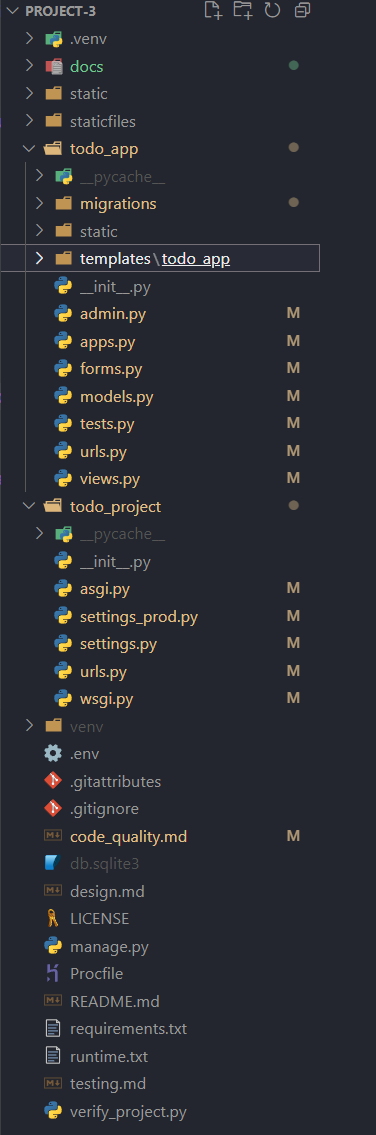 PROJECT-3
.venv
docs
static
staticfiles
todo_app
__pycache__
migrations
static
templates\todo_app
__init__.py
admin.py M
apps.py M
forms.py M
models.py M
tests.py M
urls.py M
views.py M
todo_project
__pycache__
__init__.py
asgi.py M
settings_prod.py M
settings.py M
urls.py M
wsgi.py M
venv
.env
.gitattributes
.gitignore
code_quality.md M
db.sqlite3
design.md
LICENSE
manage.py
Procfile
README.md
requirements.txt
runtime.txt
testing.md
verify_project.py